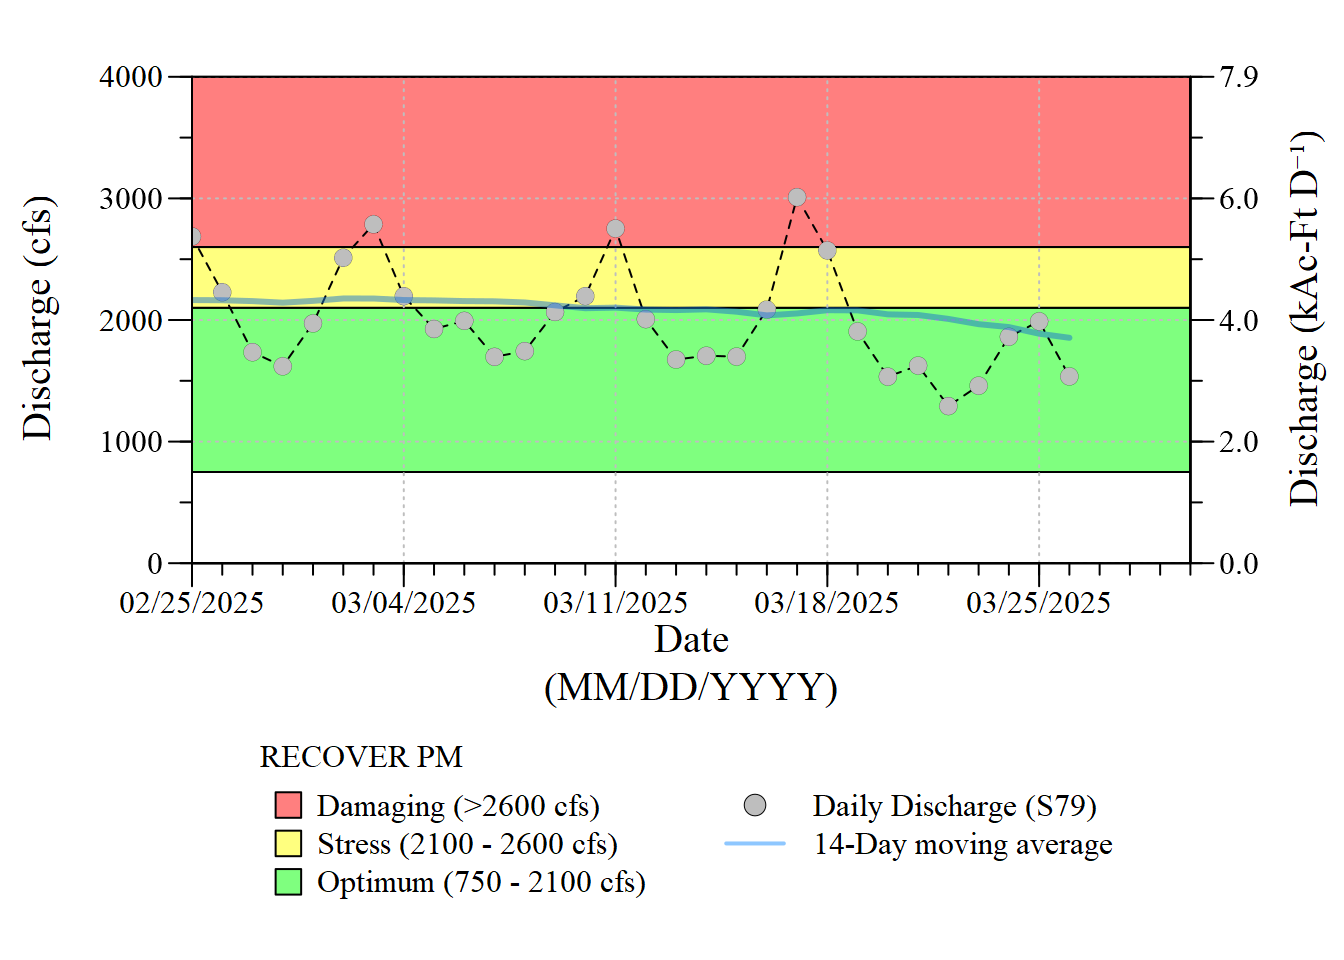 4000
3000
2000
1000
0
Discharge (cfs)
7.9
6.0
4.0
2.0
0.0
Discharge (kAc-Ft D⁻¹)
02/25/2025 03/04/2025 03/11/2025 03/18/2025 03/25/2025
Date
(MM/DD/YYYY)
RECOVER PM
Damaging (>2600 cfs)
Stress (2100 - 2600 cfs)
Optimum (750 - 2100 cfs)
Daily Discharge (S79)
14-Day moving average